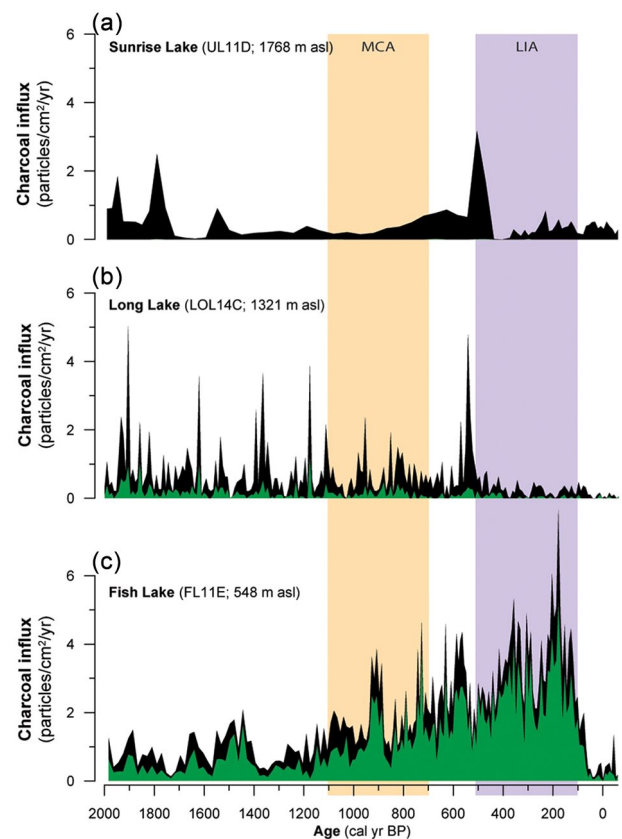 (a)
6
Sunrise Lake (UL11D; 1768 m asl)
MCA
LIA
Charcoal influx
(particles/cm²/yr)
4
2
0
(b)
6
Long Lake (LOL14C; 1321 m asl)
Charcoal influx
(particles/cm²/yr)
4
2
0
(c)
6
Fish Lake (FL11E; 548 m asl)
Charcoal influx
(particles/cm²/yr)
4
2
0
2000 1800 1600 1400 1200 1000 800 600 400 200 0
Age (cal yr BP)